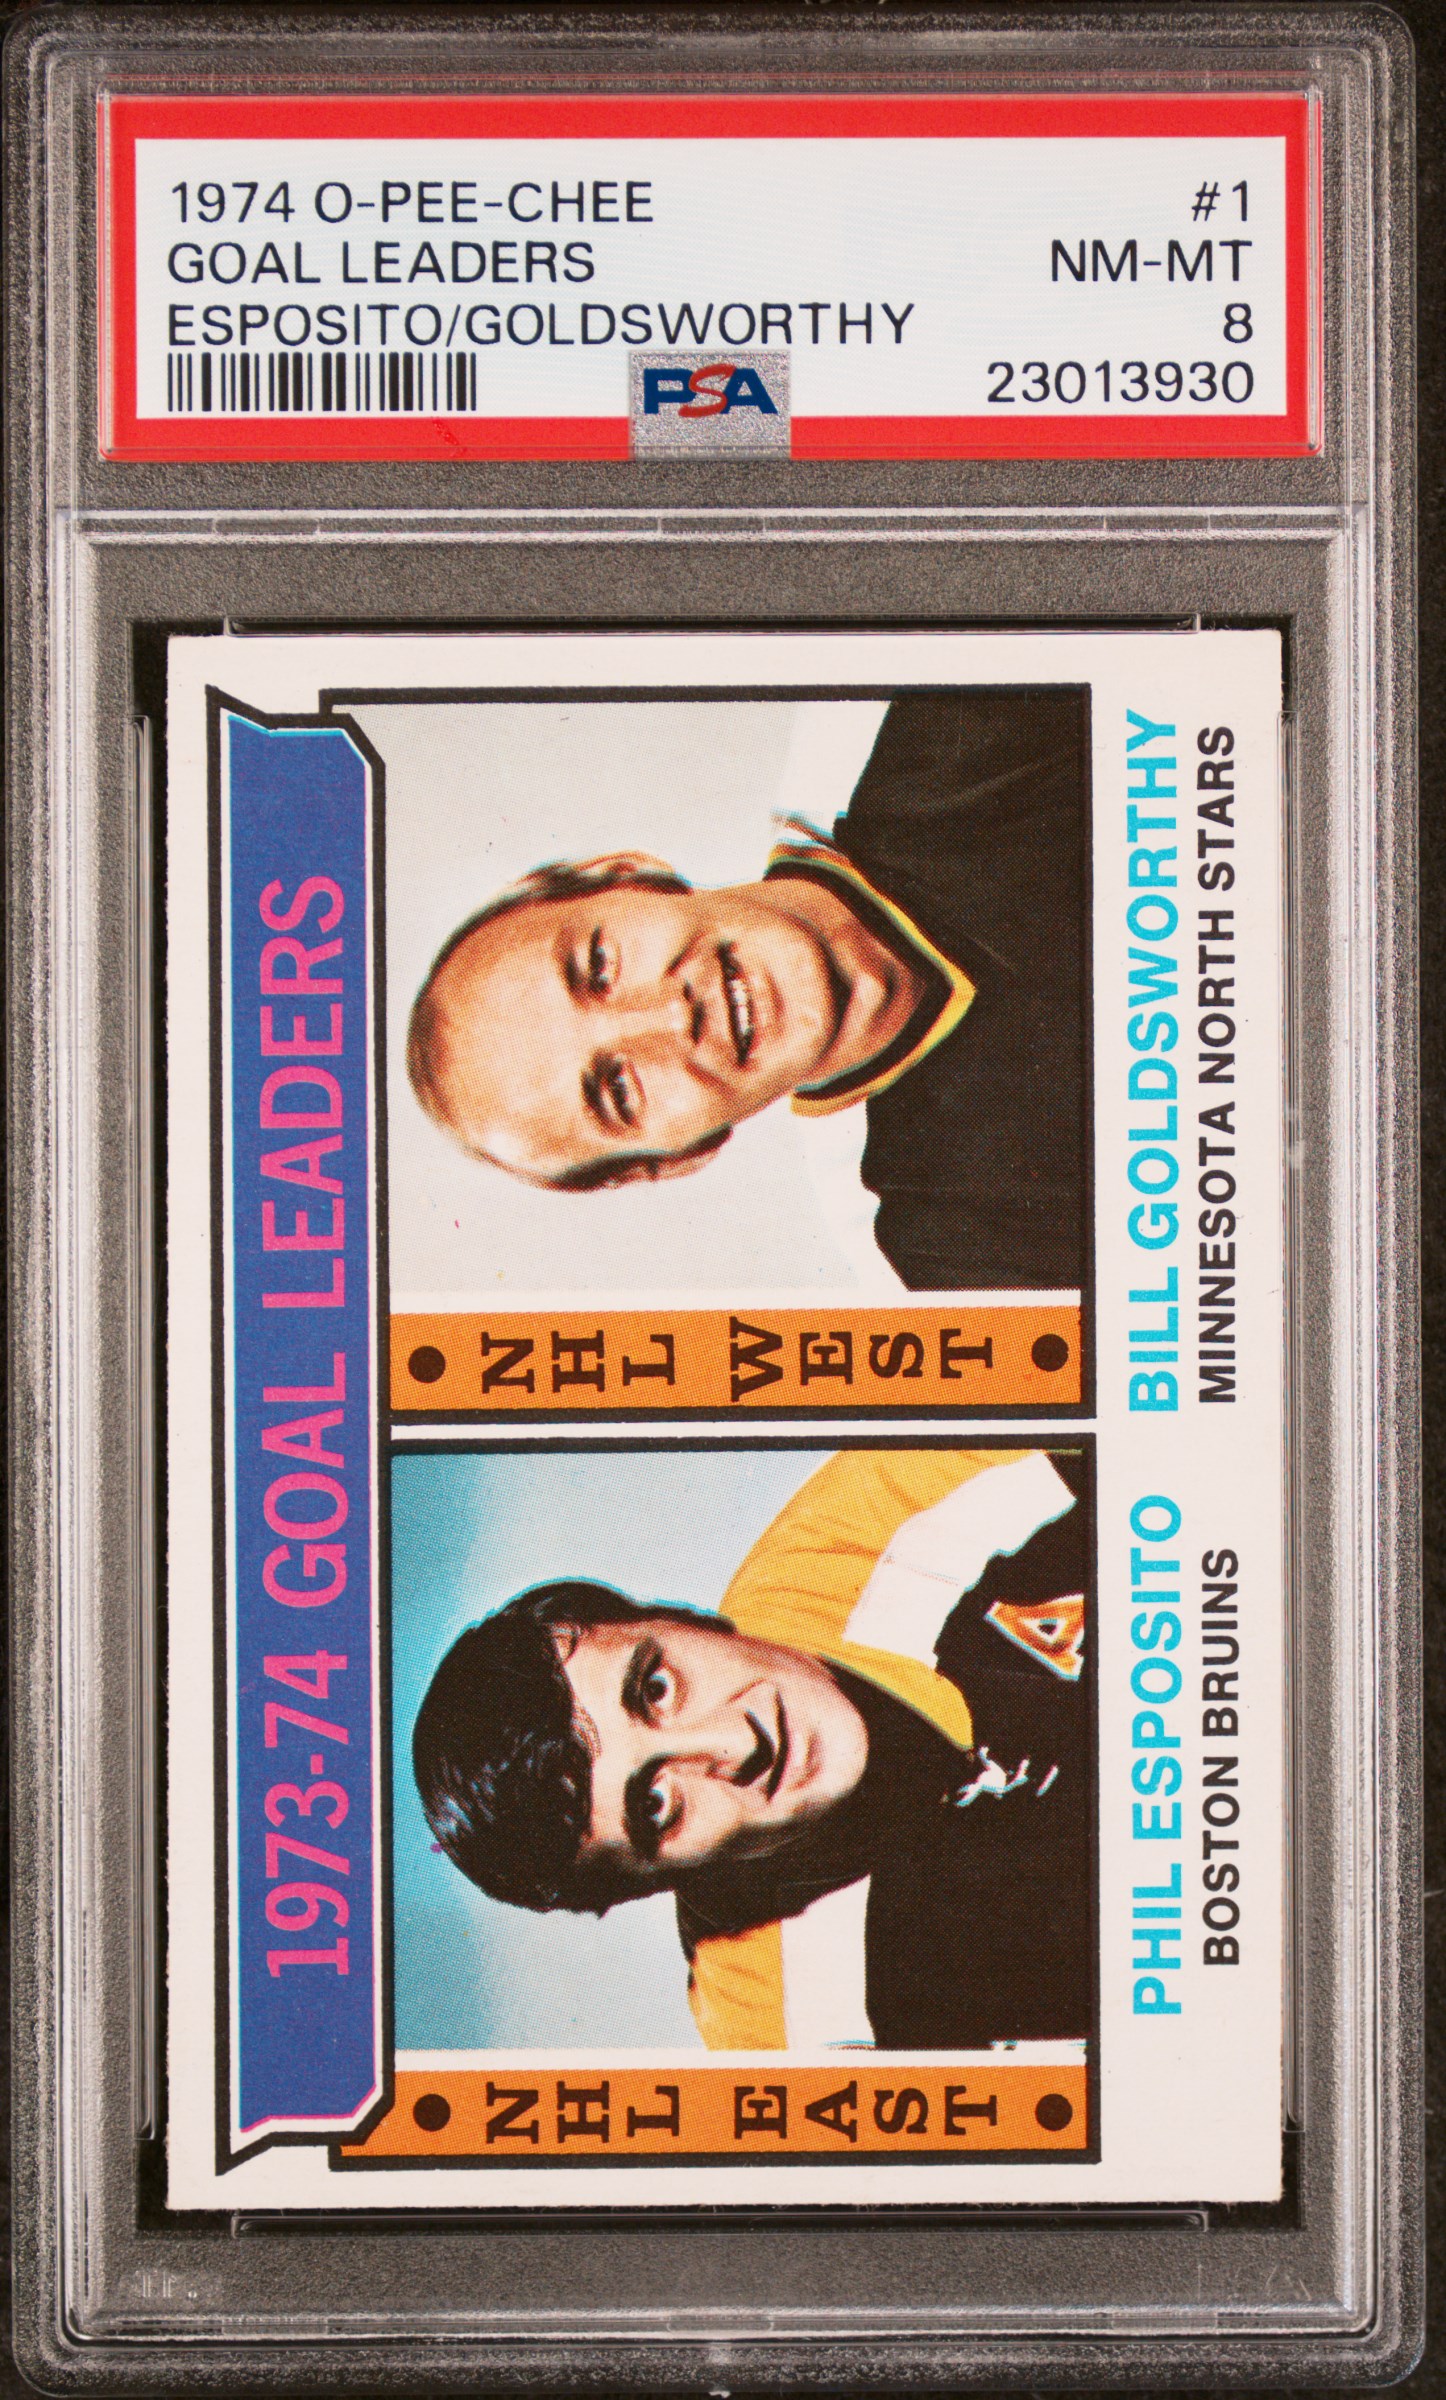 1974 O-PEE-CHEE #1
GOAL LEADERS NM-MT
ESPOSITO/GOLDSWORTHY 8
PSA 23013930
1973-74 GOAL LEADERS
NHL EAST
NHL WEST
PHIL ESPOSITO
BOSTON BRUINS
BILL GOLDSWORTHY
MINNESOTA NORTH STARS